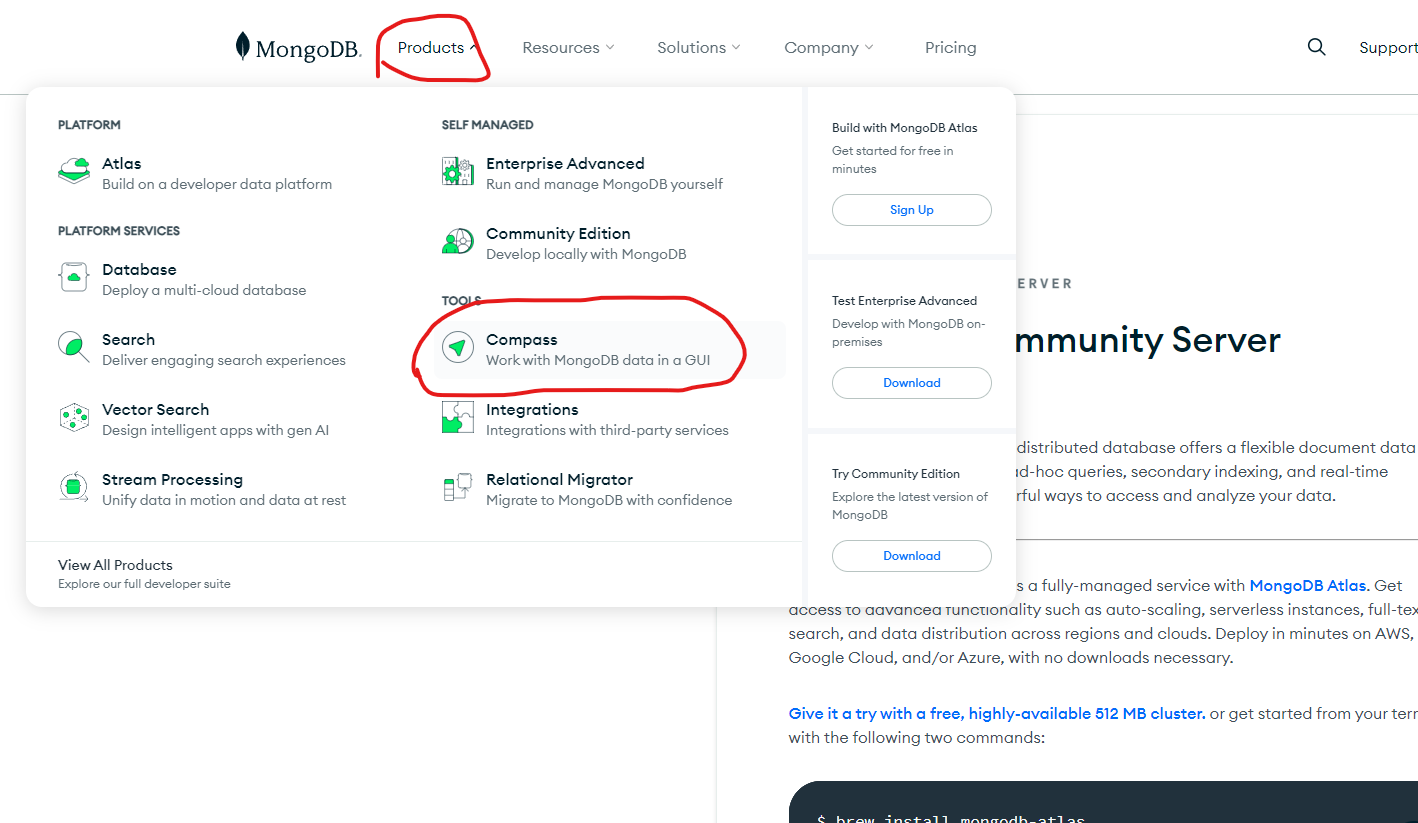 MongoDB.
Products
Resources
Solutions
Company
Pricing
Support
PLATFORM
Atlas
Build on a developer data platform
PLATFORM SERVICES
Database
Deploy a multi-cloud database
Search
Deliver engaging search experiences
Vector Search
Design intelligent apps with gen AI
Stream Processing
Unify data in motion and data at rest
SELF MANAGED
Enterprise Advanced
Run and manage MongoDB yourself
Community Edition
Develop locally with MongoDB
TOOLS
Compass
Work with MongoDB data in a GUI
Integrations
Integrations with third-party services
Relational Migrator
Migrate to MongoDB with confidence
View All Products
Explore our full developer suite
Build with MongoDB Atlas
Get started for free in
minutes
Sign Up
Test Enterprise Advanced
Develop with MongoDB on-
premises
Download
Try Community Edition
Explore the latest version of
MongoDB
Download
ERVER
mmunity Server
distributed database offers a flexible document data
ad-hoc queries, secondary indexing, and real-time
rful ways to access and analyze your data.
s a fully-managed service with MongoDB Atlas. Get
access to advanced functionality such as auto-scaling, serverless instances, full-tex
search, and data distribution across regions and clouds. Deploy in minutes on AWS,
Google Cloud, and/or Azure, with no downloads necessary.
Give it a try with a free, highly-available 512 MB cluster. or get started from your term
with the following two commands:
$ brew install mongodb-atlas